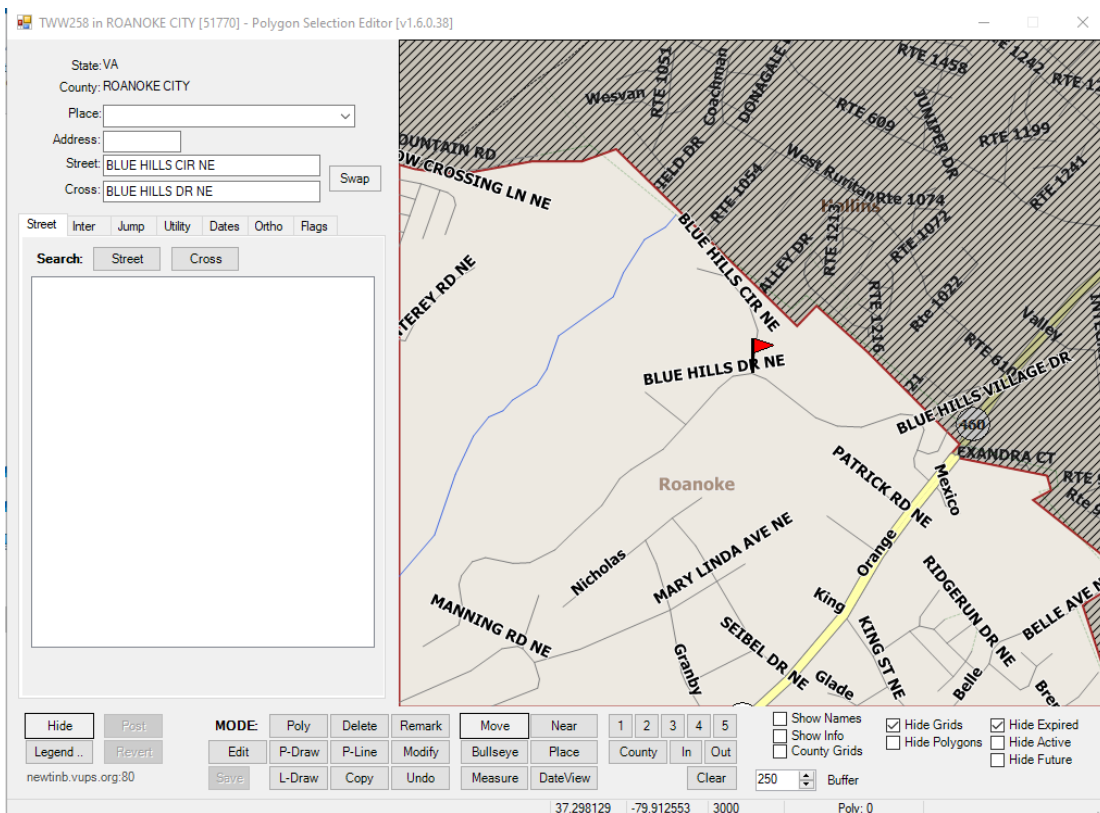 TWW258 in ROANOKE CITY [51770] - Polygon Selection Editor [v1.6.0.38]
State: VA
County: ROANOKE CITY
Place:
Address:
Street: BLUE HILLS CIR NE
Cross: BLUE HILLS DR NE
Swap
Street Inter Jump Utility Dates Ortho Flags
Search: Street Cross
RTE 1051
Coachman
RTE 1458
RTE 1242
Wesvan
RTE 609
JUNIPER DR
RTE 1199
RTE 1241
OUNTAIN RD
OW CROSSING LN NE
FIELD DR
RTE 1054
West Ruritan
Rte 1074
RTE 1213
RTE 1072
BLUE HILLS CIR NE
ALLEY DR
RTE 1216
Rte 1022
Valley
TEREY RD NE
RTE 610
BLUE HILLS DR NE
BLUE HILLS VILLAGE DR
460
EXANDRA CT
PATRICK RD NE
Mexico
Roanoke
Orange
MARY LINDA AVE NE
Nicholas
King
RIDGERUN DR NE
BELLE AVE N
MANNING RD NE
SEIBEL DR NE
KING ST NE
Granby
Glade
Belle
Hide Post MODE: Poly Delete Remark Move Near 1 2 3 4 5
Legend .. Revert Edit P-Draw P-Line Modify Bullseye Place County In Out
newtinb.vups.org:80 Save L-Draw Copy Undo Measure DateView Clear
Show Names
Show Info
County Grids
Hide Grids
Hide Polygons
Hide Expired
Hide Active
Hide Future
250 Buffer
37.298129 -79.912553 3000 Poly: 0